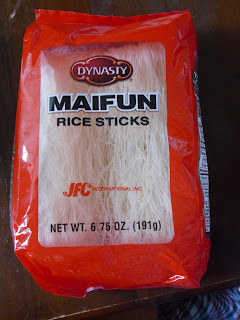 DYNASTY
MAIFUN
RICE STICKS
JFC INTERNATIONAL INC.
NET WT. 6.75 OZ. (191g)